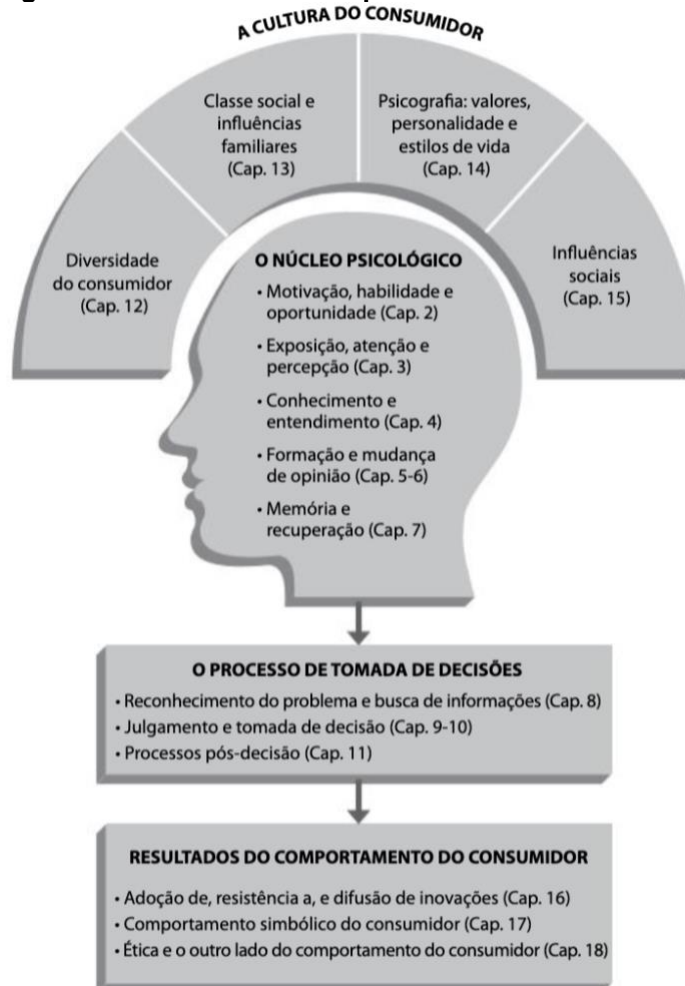 A CULTURA DO CONSUMIDOR
Classe social e
influências
familiares
(Cap. 13)
Psicografia: valores,
personalidade e
estilos de vida
(Cap. 14)
Diversidade
do consumidor
(Cap. 12)
Influências
sociais
(Cap. 15)
O NÚCLEO PSICOLÓGICO
• Motivação, habilidade e
oportunidade (Cap. 2)
• Exposição, atenção e
percepção (Cap. 3)
• Conhecimento e
entendimento (Cap. 4)
• Formação e mudança
de opinião (Cap. 5-6)
• Memória e
recuperação (Cap. 7)
O PROCESSO DE TOMADA DE DECISÕES
• Reconhecimento do problema e busca de informações (Cap. 8)
• Julgamento e tomada de decisão (Cap. 9-10)
• Processos pós-decisão (Cap. 11)
RESULTADOS DO COMPORTAMENTO DO CONSUMIDOR
• Adoção de, resistência a, e difusão de inovações (Cap. 16)
• Comportamento simbólico do consumidor (Cap. 17)
• Ética e o outro lado do comportamento do consumidor (Cap. 18)